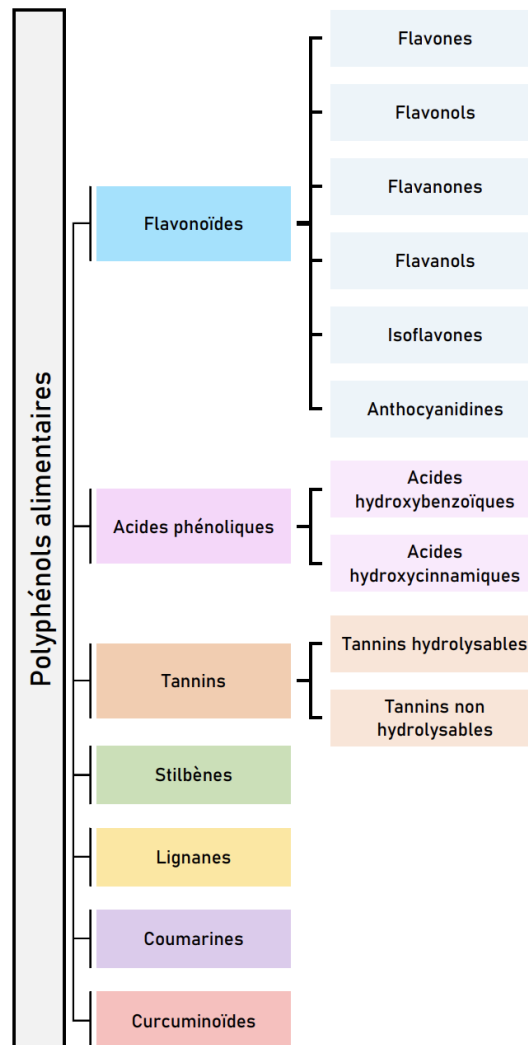 Polyphénols alimentaires
Flavonoïdes
Flavones
Flavonols
Flavanones
Flavanols
Isoflavones
Anthocyanidines
Acides phénoliques
Acides
hydroxybenzoïques
Acides
hydroxycinnamiques
Tannins
Tannins hydrolysables
Tannins non
hydrolysables
Stilbènes
Lignanes
Coumarines
Curcuminoïdes